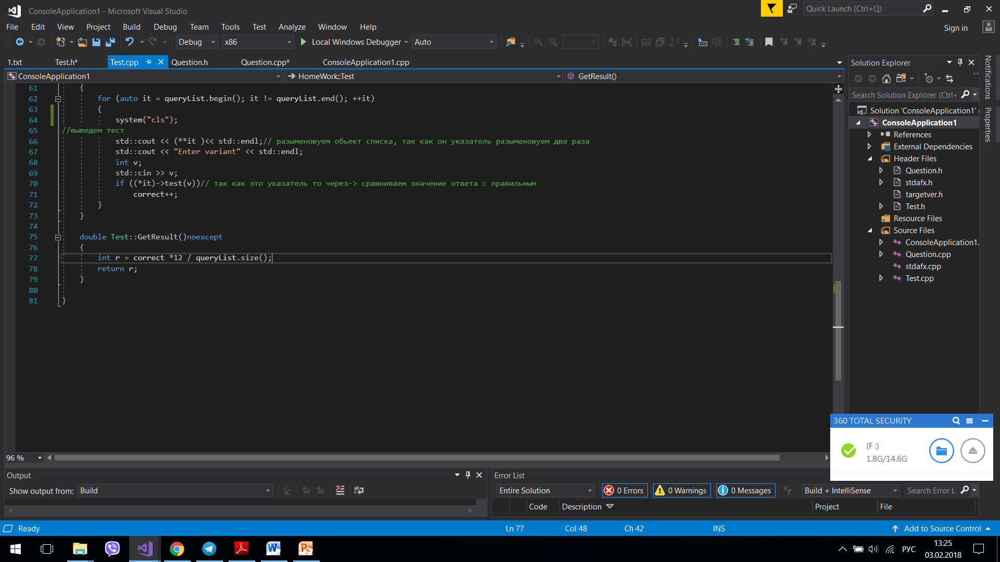 ConsoleApplication1 - Microsoft Visual Studio
Quick Launch (Ctrl+Q)
File Edit View Project Build Debug Team Tools Test Analyze Window Help
Sign in
Debug x86 Local Windows Debugger Auto
1.txt Test.h* Test.cpp Question.h Question.cpp* ConsoleApplication1.cpp
ConsoleApplication1 HomeWork::Test GetResult()
61 {
62 for (auto it = queryList.begin(); it != queryList.end(); ++it)
63 {
64 system("cls");
65 //выведем тест
66 std::cout << (**it )<< std::endl;// разыменовуем обьект списка, так как он указатель разыменовуем два раза
67 std::cout << "Enter variant" << std::endl;
68 int v;
69 std::cin >> v;
70 if ((*it)->test(v))// так как это указатель то через-> сравниваем значение ответа с правильным
71 correct++;
72 }
73 }
74
75 double Test::GetResult()noexcept
76 {
77 int r = correct *12 / queryList.size();
78 return r;
79 }
80
81 }
96 %
Solution Explorer
Search Solution Explorer (Ctrl+
Solution 'ConsoleApplication1' (
ConsoleApplication1
References
External Dependencies
Header Files
Question.h
stdafx.h
targetver.h
Test.h
Resource Files
Source Files
ConsoleApplication1.
Question.cpp
stdafx.cpp
Test.cpp
Notifications
Properties
360 TOTAL SECURITY
(F :)
1.8G/14.6G
Output
Show output from: Build
Error List
Entire Solution 0 Errors 0 Warnings 0 Messages Build + IntelliSense Search Error L
Code Description Project File
Ready Ln 77 Col 48 Ch 42 INS Add to Source Control
РУС
13:25
03.02.2018